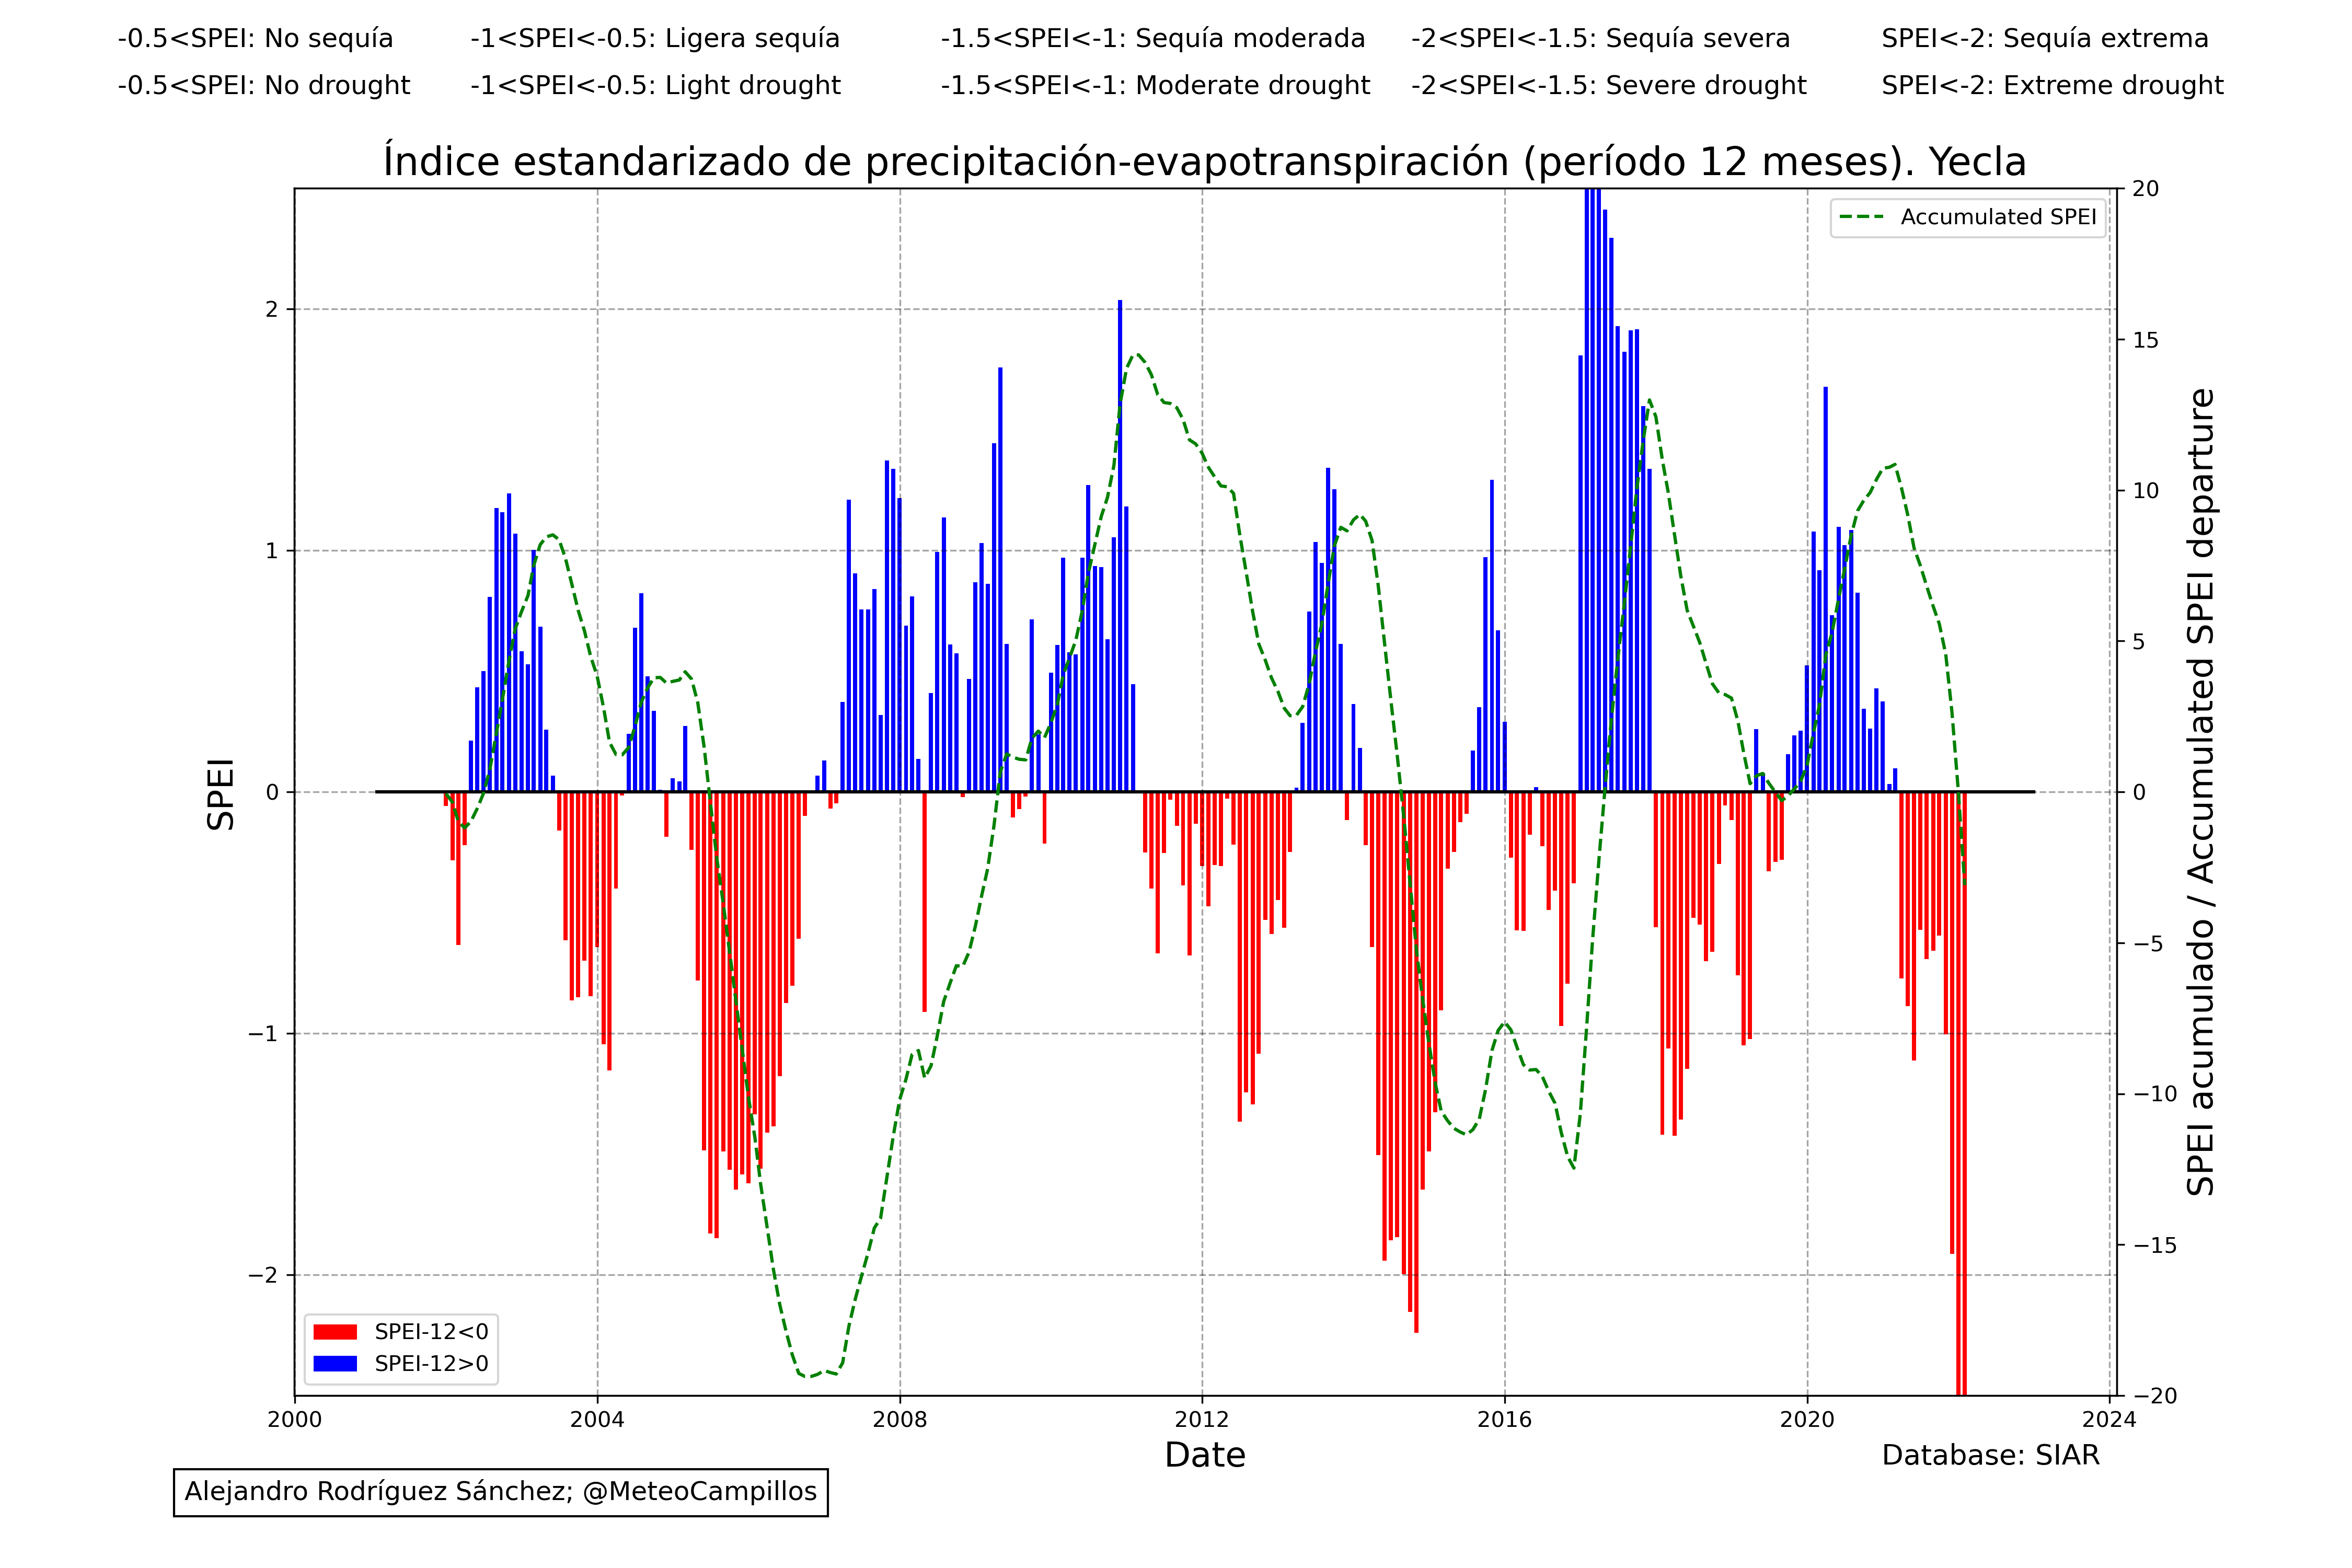 -0.5<SPEI: No sequía -1<SPEI<-0.5: Ligera sequía -1.5<SPEI<-1: Sequía moderada -2<SPEI<-1.5: Sequía severa SPEI<-2: Sequía extrema
-0.5<SPEI: No drought -1<SPEI<-0.5: Light drought -1.5<SPEI<-1: Moderate drought -2<SPEI<-1.5: Severe drought SPEI<-2: Extreme drought
Índice estandarizado de precipitación-evapotranspiración (período 12 meses). Yecla
Accumulated SPEI
SPEI
2
1
0
−1
−2
20
15
10
5
0
−5
−10
−15
−20
SPEI acumulado / Accumulated SPEI departure
SPEI-12<0
SPEI-12>0
2000 2004 2008 2012 2016 2020 2024
Date
Database: SIAR
Alejandro Rodríguez Sánchez; @MeteoCampillos